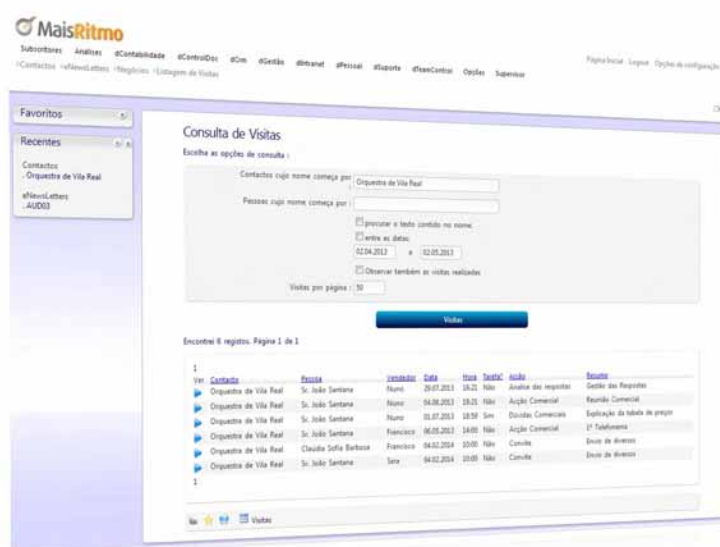 MaisRitmo
Subscritores Análises dContabilidade dControlDoc dCrm dGestão dIntranet dPessoal dSuporte dTeamControl Opções Supervisor
Página Inicial Logout Opções de configuração
Contactos eNewsLetters Negócios Listagem de Visitas
Favoritos
Recentes
Contactos
. Orquestra de Vila Real
eNewsLetters
. AUD03
Consulta de Visitas
Escolha as opções de consulta :
Contactos cujo nome começa por : Orquestra de Vila Real
Pessoas cujo nome começa por :
procurar o texto contido no nome.
entre as datas:
02.04.2013 e 02.05.2013
Observar também as visitas realizadas
Visitas por página : 50
Visitas
Encontrei 6 registos. Página 1 de 1
1
Ver Contacto Pessoa Vendedor Data Hora Tarefa? Acção Resumo
Orquestra de Vila Real Sr. João Santana Nuno 29.07.2013 16:21 Não Analise das respostas Gestão das Respostas
Orquestra de Vila Real Sr. João Santana Nuno 04.08.2013 16:21 Não Acção Comercial Reunião Comercial
Orquestra de Vila Real Sr. João Santana Nuno 01.07.2013 18:59 Sim Dúvidas Comerciais Explicação da tabela de preços
Orquestra de Vila Real Sr. João Santana Francisco 06.05.2013 14:00 Não Acção Comercial 1º Telefonema
Orquestra de Vila Real Claúdia Sofia Barbosa Francisco 04.02.2014 10:00 Não Convite Envio de diversos
Orquestra de Vila Real Sr. João Santana Sara 04.02.2014 10:00 Não Convite Envio de diversos
1
Visitas